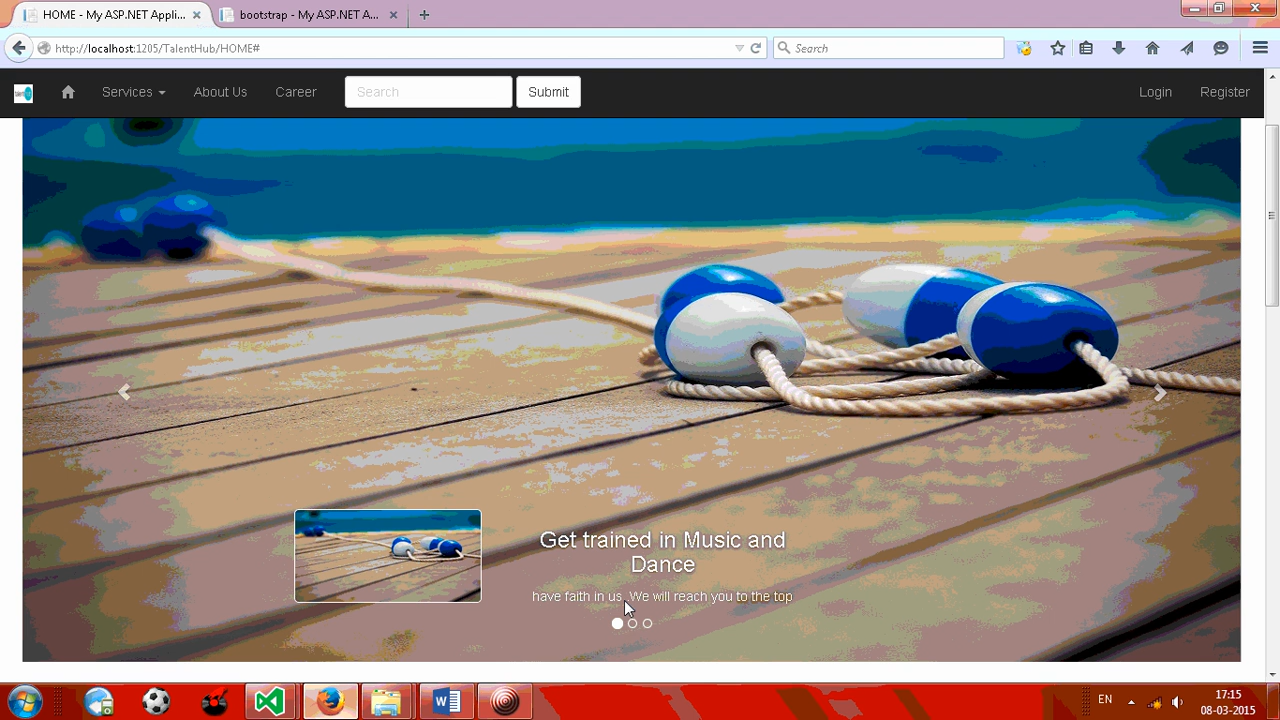 HOME - My ASP.NET Appli...
bootstrap - My ASP.NET A...
http://localhost:1205/TalentHub/HOME#
Search
Services
About Us
Career
Search
Submit
Login
Register
Get trained in Music and
Dance
have faith in us. We will reach you to the top
EN
17:15
08-03-2015